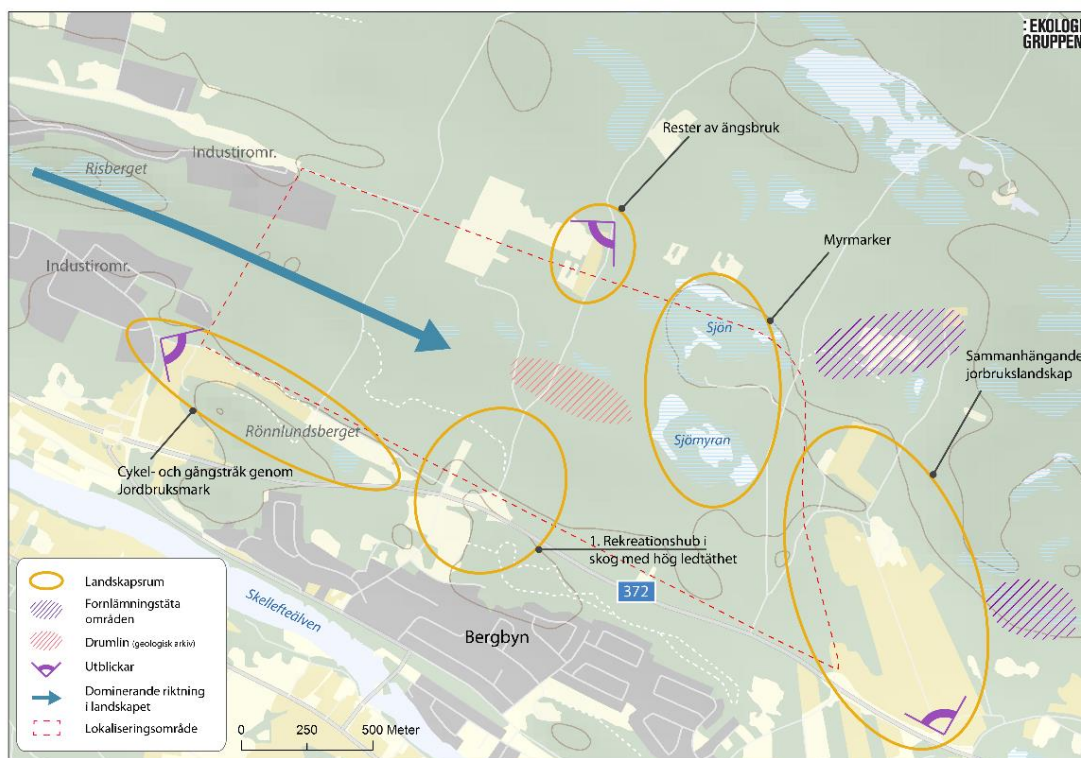 :EKOLOGI
GRUPPEN
Rester av ängsbruk
Industiromr.
Risberget
Myrmarker
Industiromr.
Sjön
Sammanhängande
jorbrukslandskap
Sjömyran
Rönnlundsberget
Cykel- och gångstråk genom
Jordbruksmark
1. Rekreationshub i
skog med hög ledtäthet
372
Skellefteälven
Bergbyn
Landskapsrum
Fornlämningstäta
områden
Drumlin (geologisk arkiv)
Utblickar
Dominerande riktning
i landskapet
Lokaliseringsområde
0 250 500 Meter